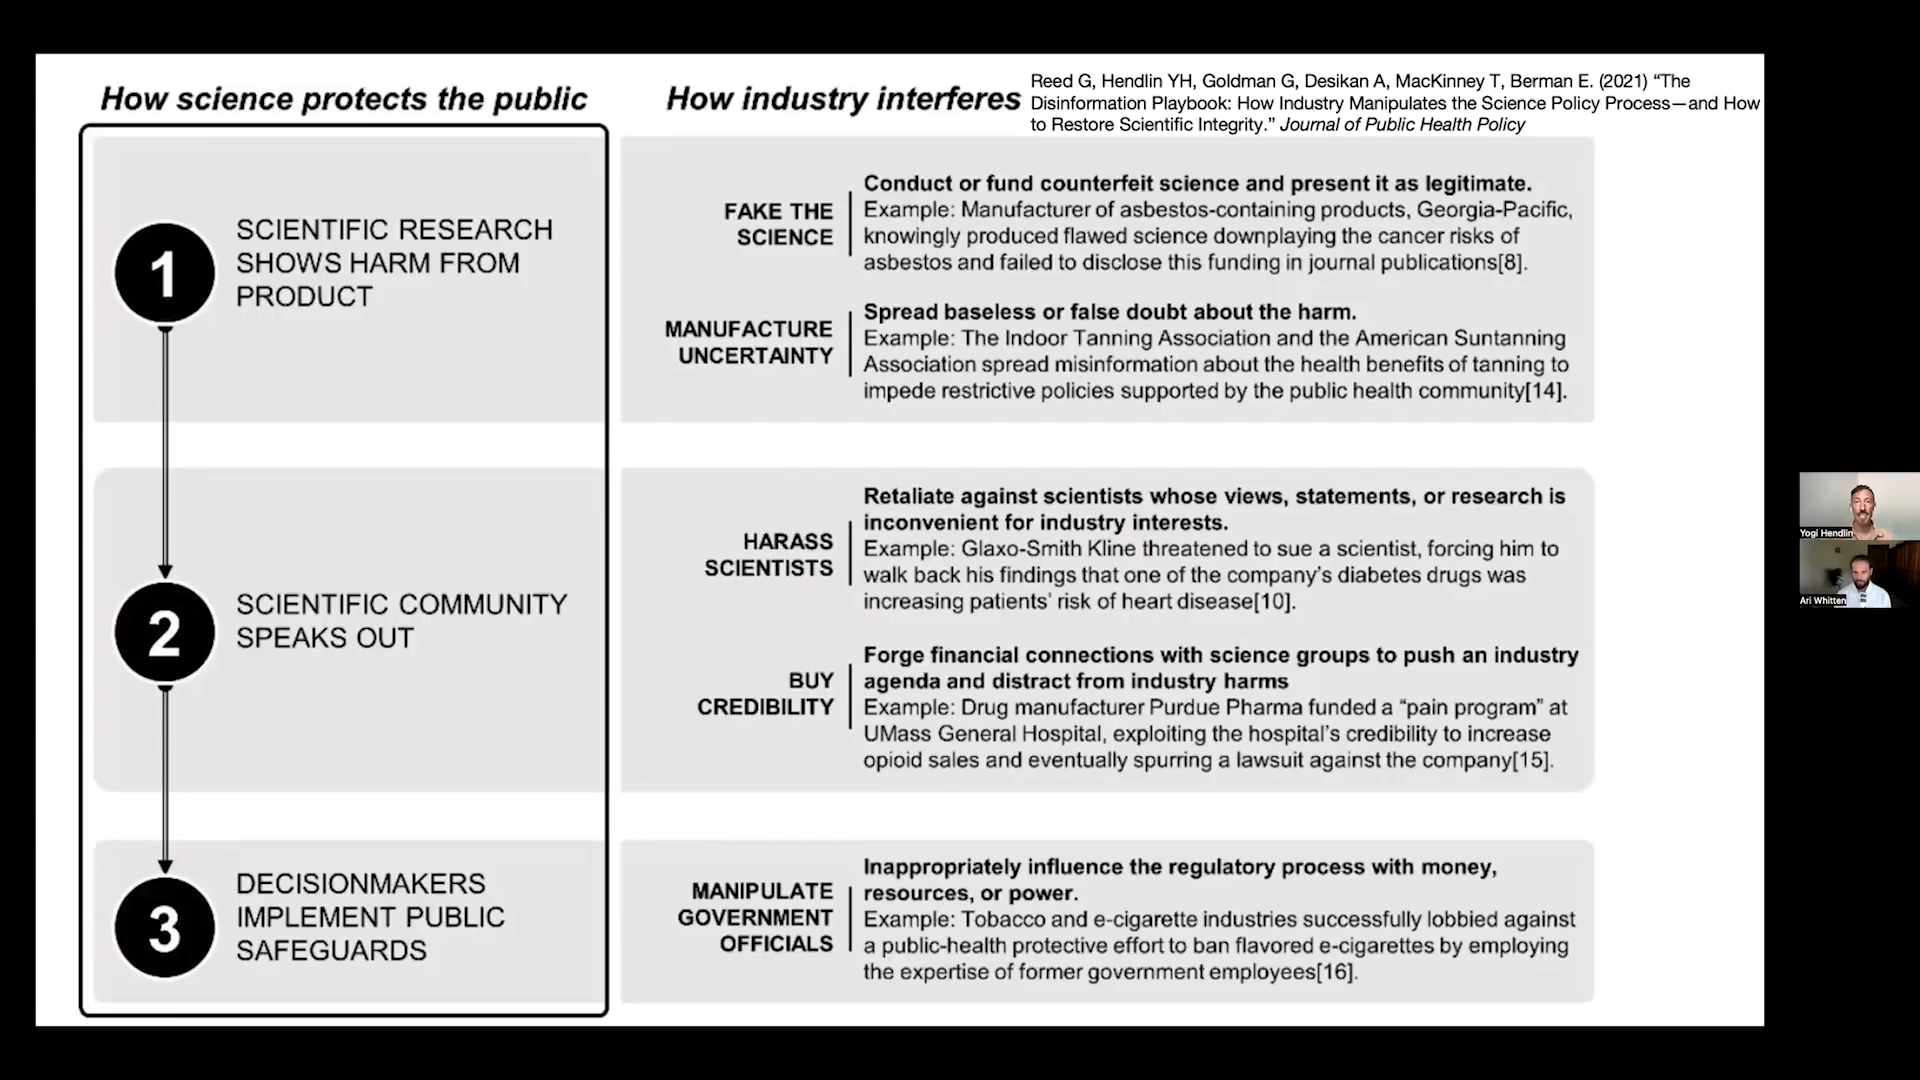 How science protects the public
How industry interferes
Reed G, Hendlin YH, Goldman G, Desikan A, MacKinney T, Berman E. (2021) “The
Disinformation Playbook: How Industry Manipulates the Science Policy Process—and How
to Restore Scientific Integrity.” Journal of Public Health Policy
1
SCIENTIFIC RESEARCH
SHOWS HARM FROM
PRODUCT
FAKE THE
SCIENCE
Conduct or fund counterfeit science and present it as legitimate.
Example: Manufacturer of asbestos-containing products, Georgia-Pacific,
knowingly produced flawed science downplaying the cancer risks of
asbestos and failed to disclose this funding in journal publications[8].
MANUFACTURE
UNCERTAINTY
Spread baseless or false doubt about the harm.
Example: The Indoor Tanning Association and the American Suntanning
Association spread misinformation about the health benefits of tanning to
impede restrictive policies supported by the public health community[14].
2
SCIENTIFIC COMMUNITY
SPEAKS OUT
HARASS
SCIENTISTS
Retaliate against scientists whose views, statements, or research is
inconvenient for industry interests.
Example: Glaxo-Smith Kline threatened to sue a scientist, forcing him to
walk back his findings that one of the company’s diabetes drugs was
increasing patients’ risk of heart disease[10].
BUY
CREDIBILITY
Forge financial connections with science groups to push an industry
agenda and distract from industry harms
Example: Drug manufacturer Purdue Pharma funded a “pain program” at
UMass General Hospital, exploiting the hospital’s credibility to increase
opioid sales and eventually spurring a lawsuit against the company[15].
3
DECISIONMAKERS
IMPLEMENT PUBLIC
SAFEGUARDS
MANIPULATE
GOVERNMENT
OFFICIALS
Inappropriately influence the regulatory process with money,
resources, or power.
Example: Tobacco and e-cigarette industries successfully lobbied against
a public-health protective effort to ban flavored e-cigarettes by employing
the expertise of former government employees[16].
Yogi Hendlin
Ari Whitten